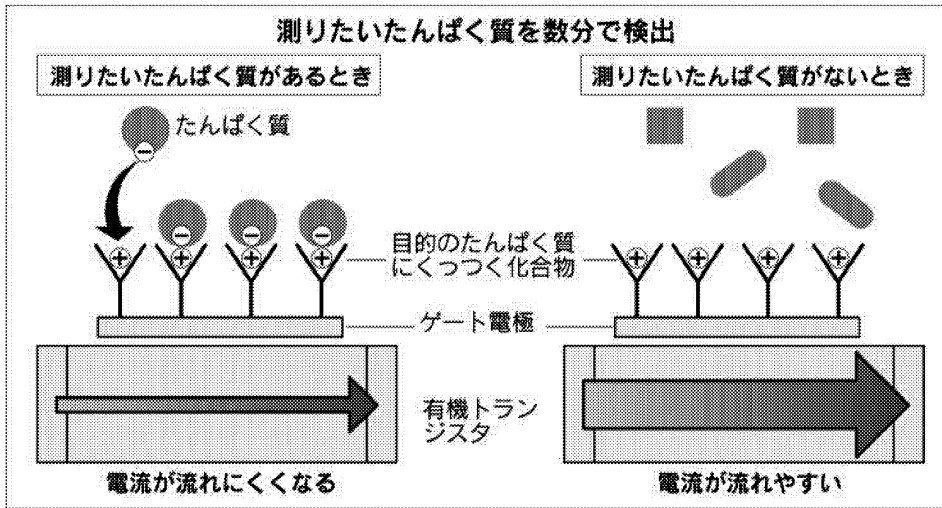 測りたいたんぱく質を数分で検出
測りたいたんぱく質があるとき
測りたいたんぱく質がないとき
たんぱく質
−
− − −
+ + + +
目的のたんぱく質
にくっつく化合物
+ + + +
ゲート電極
有機トラン
ジスタ
電流が流れにくくなる
電流が流れやすい